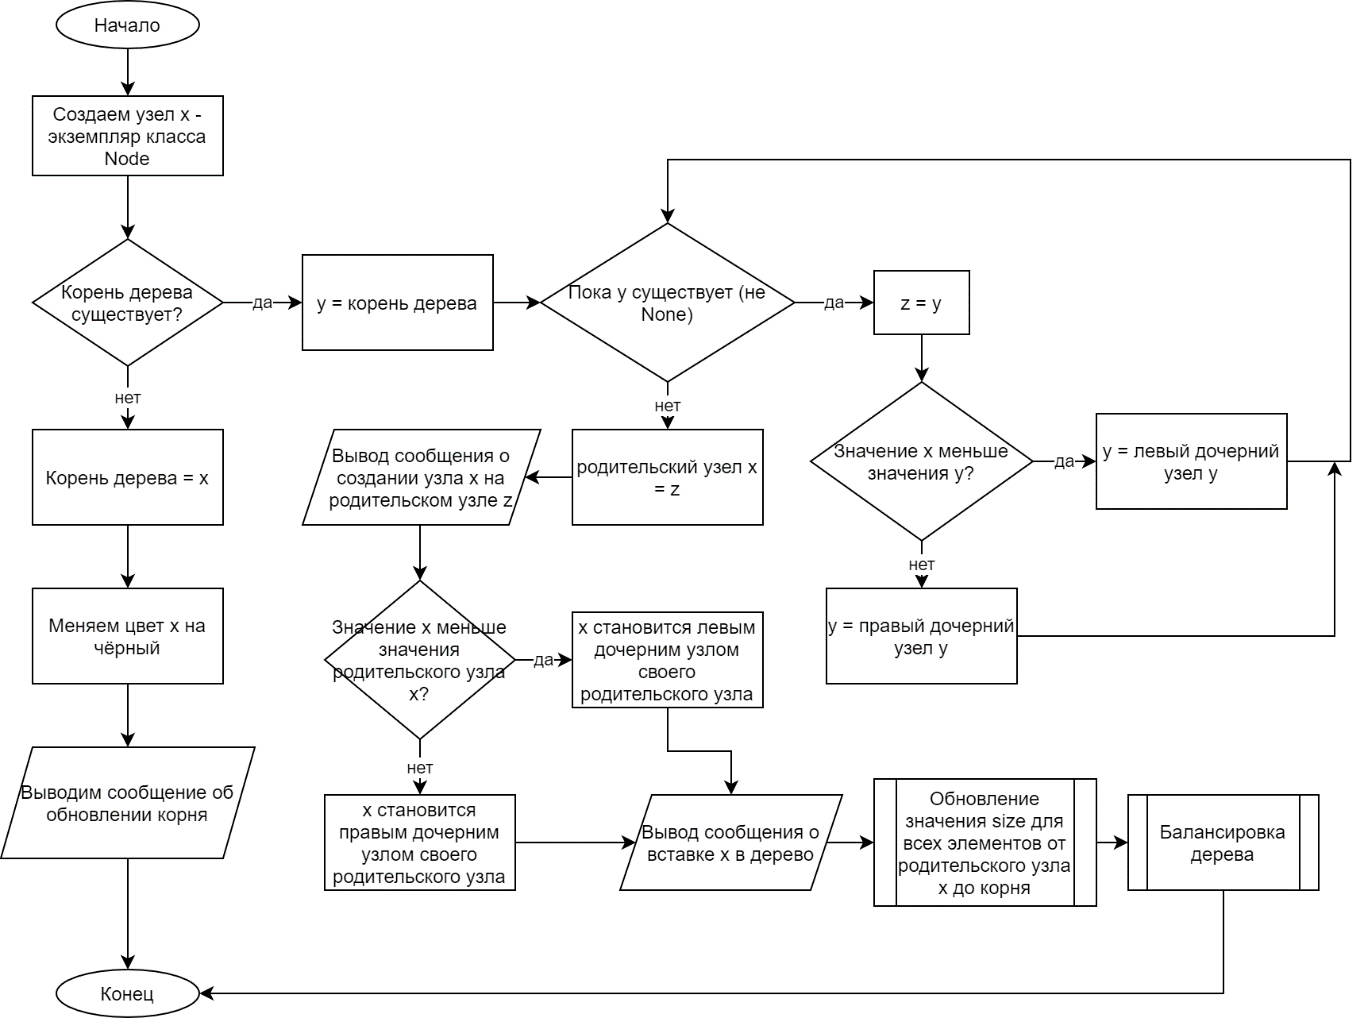 Начало
Создаем узел x -
экземпляр класса
Node
Корень дерева
существует?
да
y = корень дерева
Пока y существует (не
None)
да
z = y
нет
Корень дерева = x
Меняем цвет x на
чёрный
Выводим сообщение об
обновлении корня
нет
родительский узел x
= z
Вывод сообщения о
создании узла x на
родительском узле z
Значение x меньше
значения y?
да
y = левый дочерний
узел y
нет
y = правый дочерний
узел y
Значение x меньше
значения
родительского узла
x?
да
x становится левым
дочерним узлом
своего
родительского узла
нет
x становится
правым дочерним
узлом своего
родительского узла
Вывод сообщения о
вставке x в дерево
Обновление
значения size для
всех элементов от
родительского узла
x до корня
Балансировка
дерева
Конец